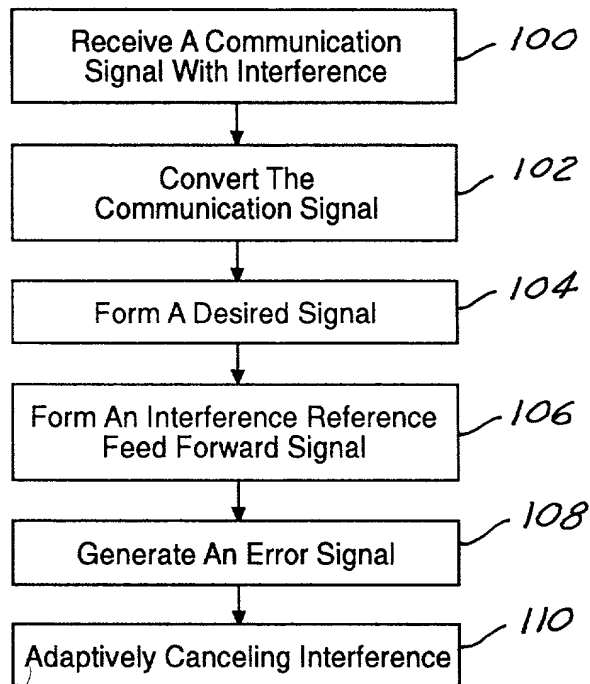 Receive A Communication
Signal With Interference
100
Convert The
Communication Signal
102
Form A Desired Signal
104
Form An Interference Reference
Feed Forward Signal
106
Generate An Error Signal
108
Adaptively Canceling Interference
110